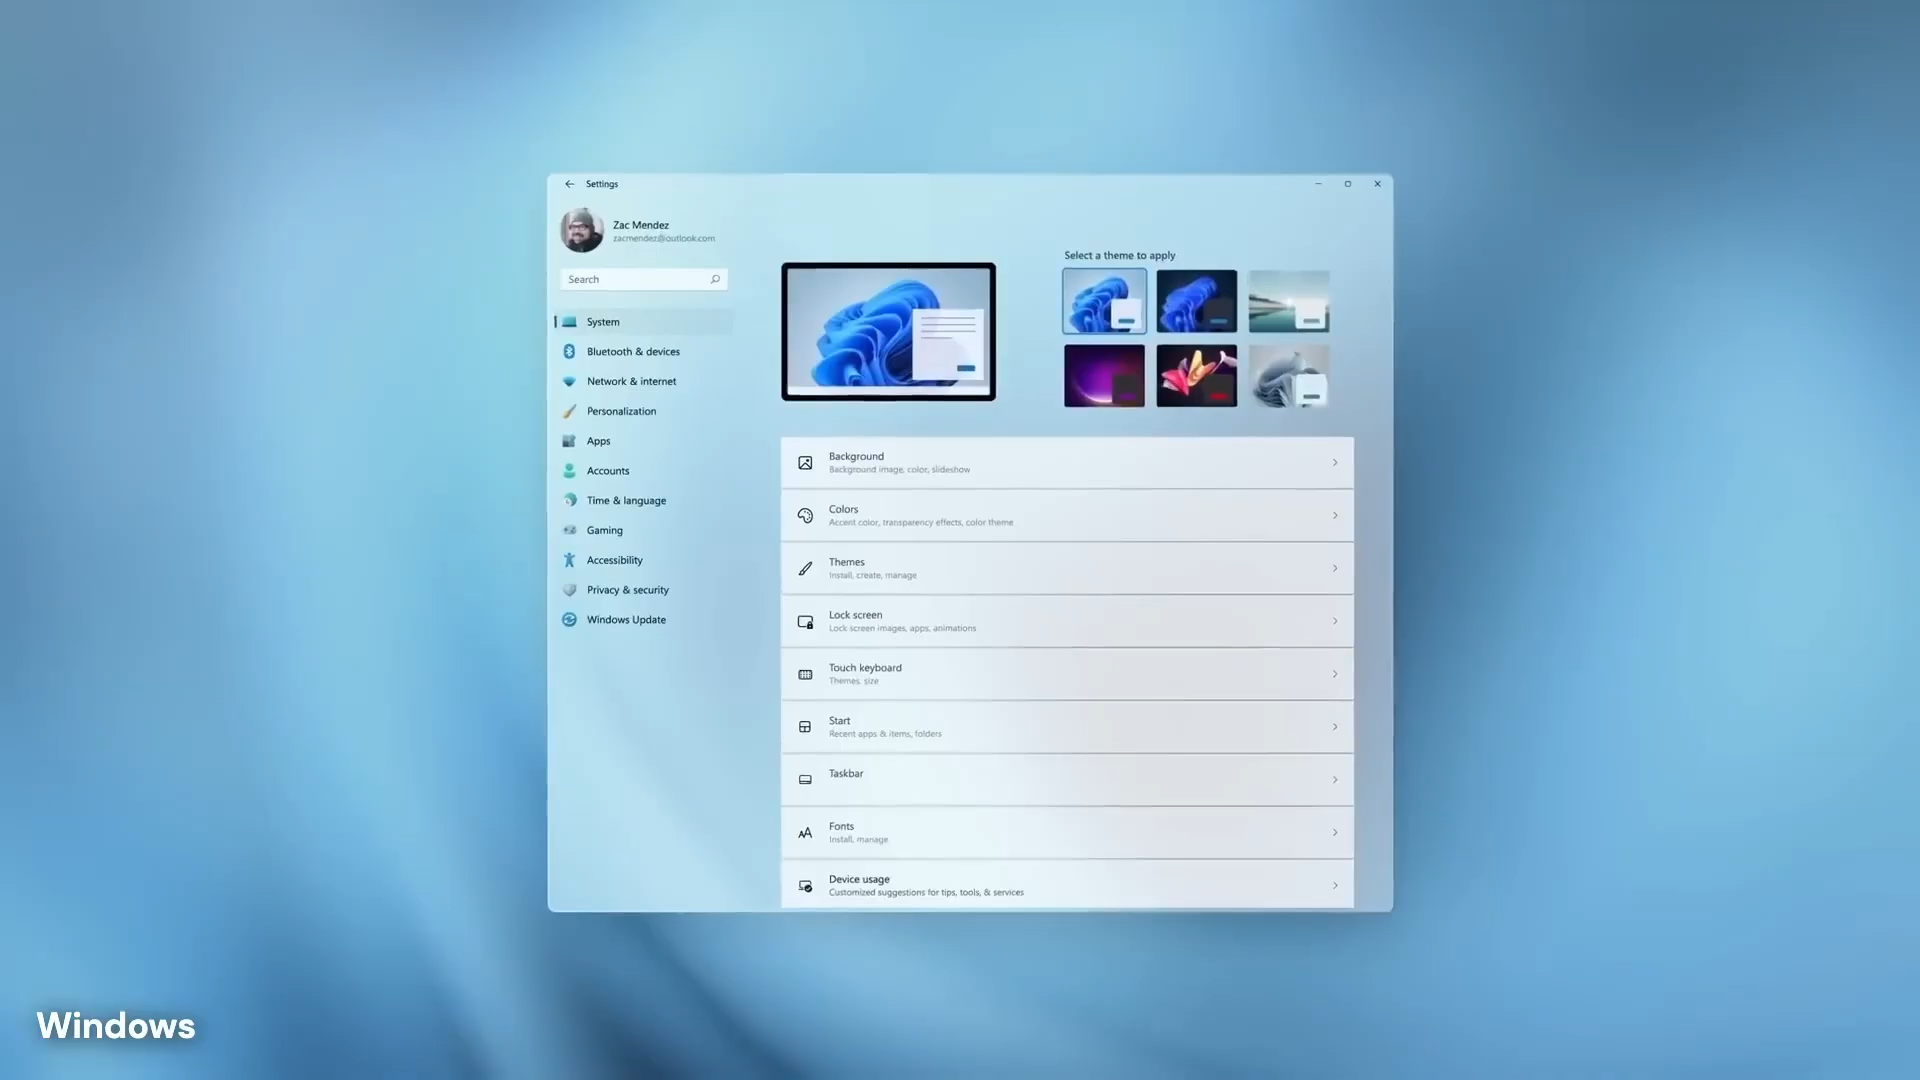 Settings
Zac Mendez
zacmendez@outlook.com
Search
System
Bluetooth & devices
Network & internet
Personalization
Apps
Accounts
Time & language
Gaming
Accessibility
Privacy & security
Windows Update
Select a theme to apply
Background
Background image, color, slideshow
Colors
Accent color, transparency effects, color theme
Themes
Install, create, manage
Lock screen
Lock screen images, apps, animations
Touch keyboard
Themes, size
Start
Recent apps & items, folders
Taskbar
Fonts
Install, manage
Device usage
Customized suggestions for tips, tools, & services
Windows